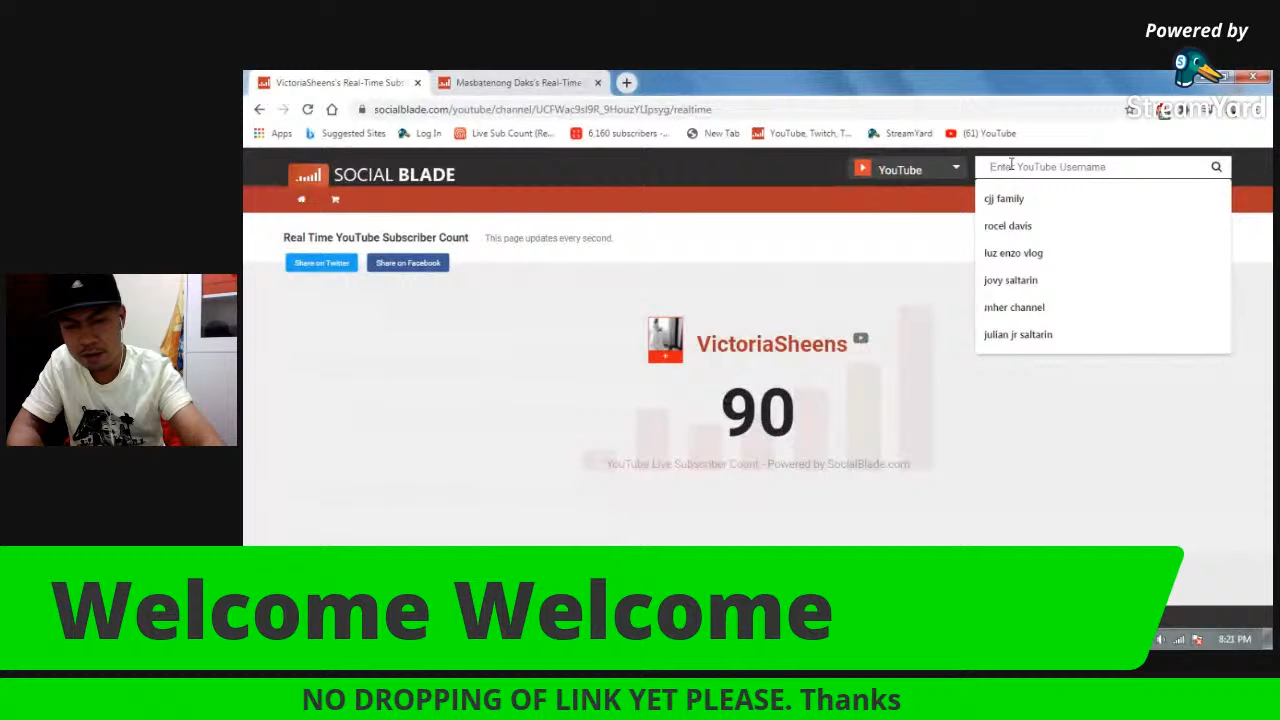 Powered by
StreamYard
VictoriaSheens's Real-Time Subs
Masbatenong Daks's Real-Time
socialblade.com/youtube/channel/UCFWac9sI9R_9HouzYLIpsyg/realtime
Apps
Suggested Sites
Log In
Live Sub Count (Re...
6,160 subscribers -...
New Tab
YouTube, Twitch, T...
StreamYard
(61) YouTube
SOCIAL BLADE
YouTube
Enter YouTube Username
cjj family
rocel davis
luz enzo vlog
jovy saltarin
mher channel
julian jr saltarin
Real Time YouTube Subscriber Count
This page updates every second.
Share on Twitter
Share on Facebook
VictoriaSheens
90
YouTube Live Subscriber Count - Powered by SocialBlade.com
Welcome Welcome
8:21 PM
NO DROPPING OF LINK YET PLEASE. Thanks